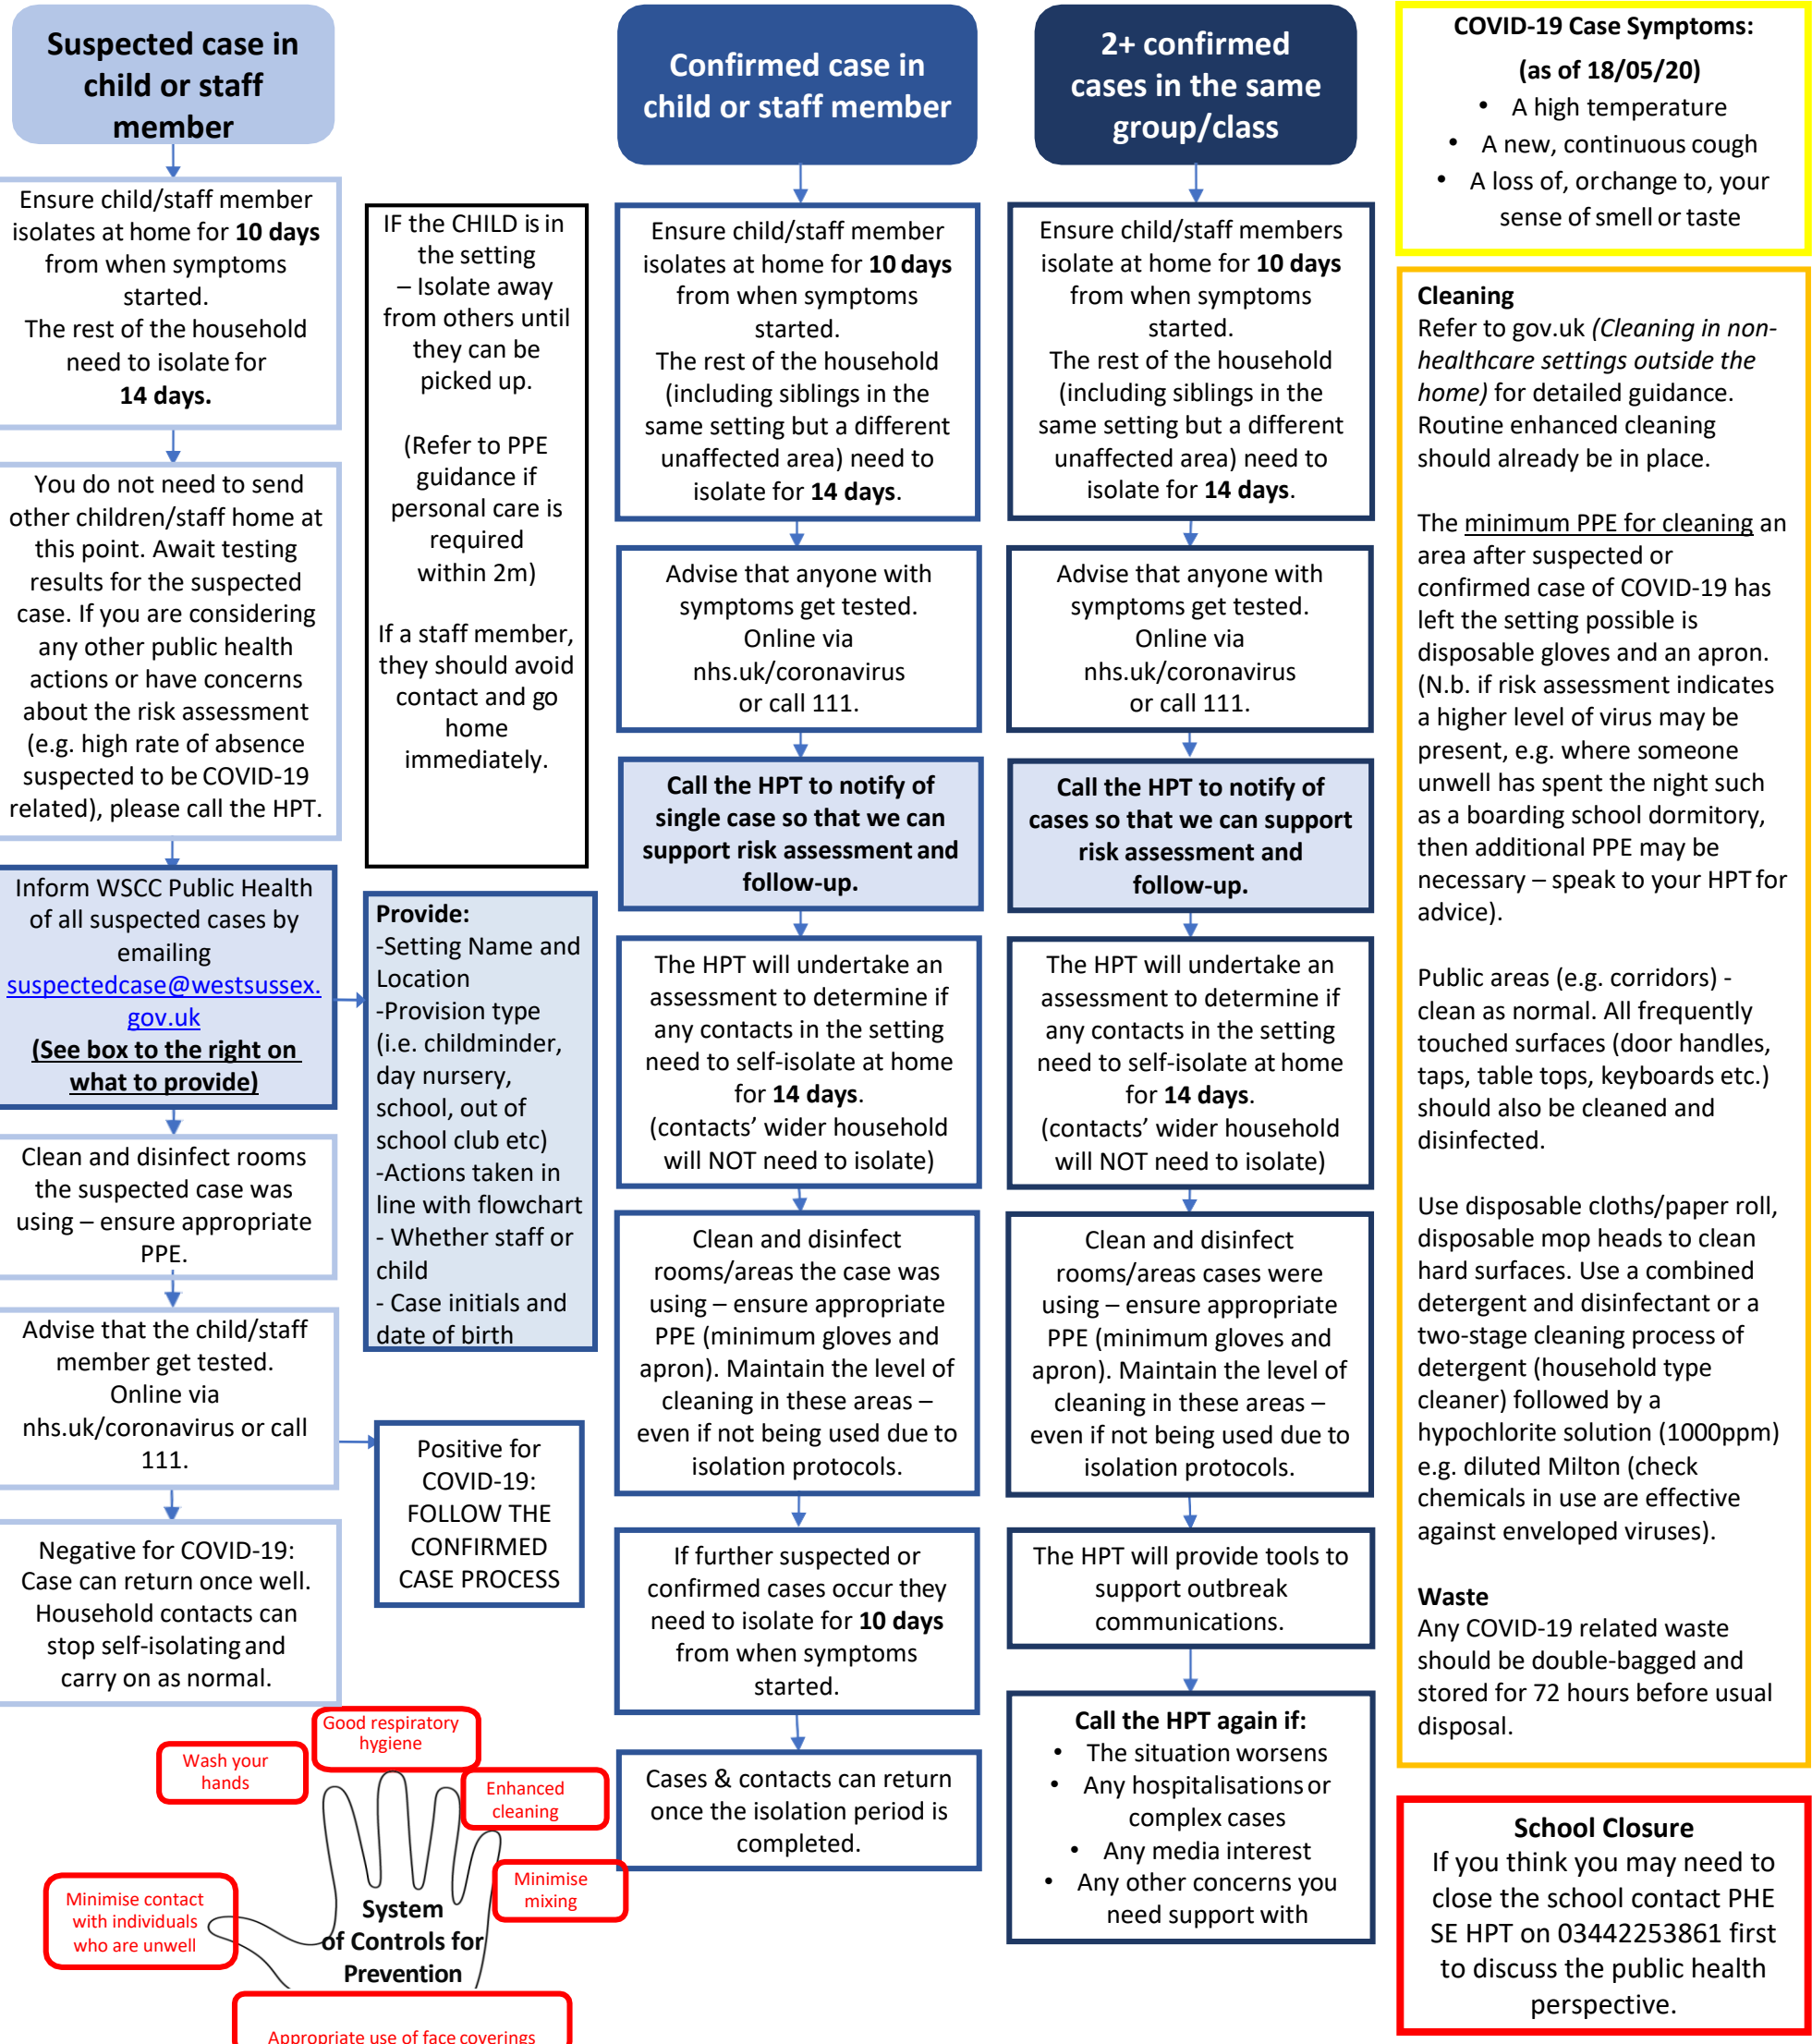 Suspected case in
child or staff
member
Ensure child/staff member
isolates at home for 10 days
from when symptoms
started.
The rest of the household
need to isolate for
14 days.
You do not need to send
other children/staff home at
this point. Await testing
results for the suspected
case. If you are considering
any other public health
actions or have concerns
about the risk assessment
(e.g. high rate of absence
suspected to be COVID-19
related), please call the HPT.
Inform WSCC Public Health
of all suspected cases by
emailing
suspectedcase@westsussex.
gov.uk
(See box to the right on
what to provide)
Clean and disinfect rooms
the suspected case was
using – ensure appropriate
PPE.
Advise that the child/staff
member get tested.
Online via
nhs.uk/coronavirus or call
111.
Negative for COVID-19:
Case can return once well.
Household contacts can
stop self-isolating and
carry on as normal.
IF the CHILD is in
the setting
– Isolate away
from others until
they can be
picked up.
(Refer to PPE
guidance if
personal care is
required
within 2m)
If a staff member,
they should avoid
contact and go
home
immediately.
Provide:
-Setting Name and
Location
-Provision type
(i.e. childminder,
day nursery,
school, out of
school club etc)
-Actions taken in
line with flowchart
- Whether staff or
child
- Case initials and
date of birth
Positive for
COVID-19:
FOLLOW THE
CONFIRMED
CASE PROCESS
Good respiratory
hygiene
Wash your
hands
Enhanced
cleaning
Minimise
mixing
Minimise contact
with individuals
who are unwell
System
of Controls for
Prevention
Appropriate use of face coverings
Confirmed case in
child or staff member
Ensure child/staff member
isolates at home for 10 days
from when symptoms
started.
The rest of the household
(including siblings in the
same setting but a different
unaffected area) need to
isolate for 14 days.
Advise that anyone with
symptoms get tested.
Online via
nhs.uk/coronavirus
or call 111.
Call the HPT to notify of
single case so that we can
support risk assessment and
follow-up.
The HPT will undertake an
assessment to determine if
any contacts in the setting
need to self-isolate at home
for 14 days.
(contacts’ wider household
will NOT need to isolate)
Clean and disinfect
rooms/areas the case was
using – ensure appropriate
PPE (minimum gloves and
apron). Maintain the level of
cleaning in these areas –
even if not being used due to
isolation protocols.
If further suspected or
confirmed cases occur they
need to isolate for 10 days
from when symptoms
started.
Cases & contacts can return
once the isolation period is
completed.
2+ confirmed
cases in the same
group/class
Ensure child/staff members
isolate at home for 10 days
from when symptoms
started.
The rest of the household
(including siblings in the
same setting but a different
unaffected area) need to
isolate for 14 days.
Advise that anyone with
symptoms get tested.
Online via
nhs.uk/coronavirus
or call 111.
Call the HPT to notify of
cases so that we can support
risk assessment and
follow-up.
The HPT will undertake an
assessment to determine if
any contacts in the setting
need to self-isolate at home
for 14 days.
(contacts’ wider household
will NOT need to isolate)
Clean and disinfect
rooms/areas cases were
using – ensure appropriate
PPE (minimum gloves and
apron). Maintain the level of
cleaning in these areas –
even if not being used due to
isolation protocols.
The HPT will provide tools to
support outbreak
communications.
Call the HPT again if:
• The situation worsens
• Any hospitalisations or
complex cases
• Any media interest
• Any other concerns you
need support with
COVID-19 Case Symptoms:
(as of 18/05/20)
• A high temperature
• A new, continuous cough
• A loss of, orchange to, your
sense of smell or taste
Cleaning
Refer to gov.uk (Cleaning in non-
healthcare settings outside the
home) for detailed guidance.
Routine enhanced cleaning
should already be in place.
The minimum PPE for cleaning an
area after suspected or
confirmed case of COVID-19 has
left the setting possible is
disposable gloves and an apron.
(N.b. if risk assessment indicates
a higher level of virus may be
present, e.g. where someone
unwell has spent the night such
as a boarding school dormitory,
then additional PPE may be
necessary – speak to your HPT for
advice).
Public areas (e.g. corridors) -
clean as normal. All frequently
touched surfaces (door handles,
taps, table tops, keyboards etc.)
should also be cleaned and
disinfected.
Use disposable cloths/paper roll,
disposable mop heads to clean
hard surfaces. Use a combined
detergent and disinfectant or a
two-stage cleaning process of
detergent (household type
cleaner) followed by a
hypochlorite solution (1000ppm)
e.g. diluted Milton (check
chemicals in use are effective
against enveloped viruses).
Waste
Any COVID-19 related waste
should be double-bagged and
stored for 72 hours before usual
disposal.
School Closure
If you think you may need to
close the school contact PHE
SE HPT on 03442253861 first
to discuss the public health
perspective.